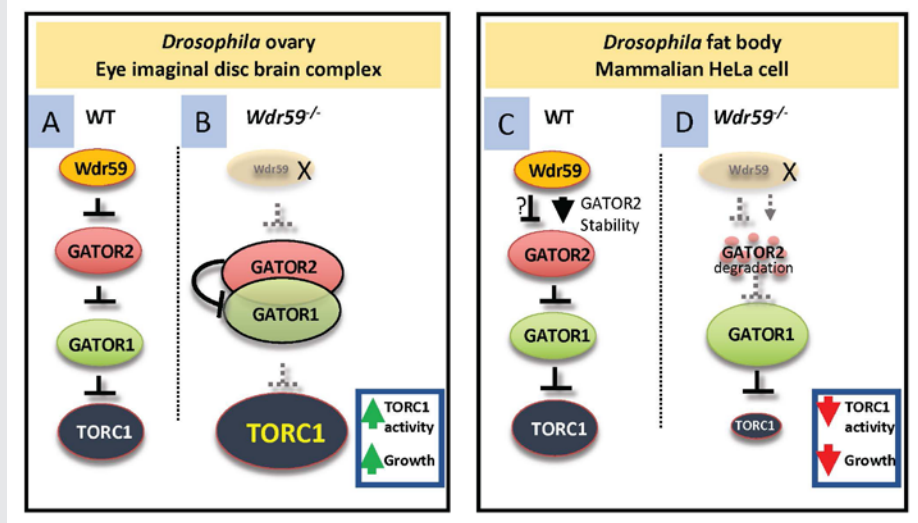 Drosophila ovary
Eye imaginal disc brain complex
A WT B Wdr59-/-
Wdr59
Wdr59 X
GATOR2
GATOR2
GATOR1
GATOR1
TORC1
TORC1
TORC1
activity
Growth
Drosophila fat body
Mammalian HeLa cell
C WT D Wdr59-/-
Wdr59
Wdr59 X
? GATOR2
Stability
GATOR2
GATOR2
degradation
GATOR1
GATOR1
TORC1
TORC1
TORC1
activity
Growth